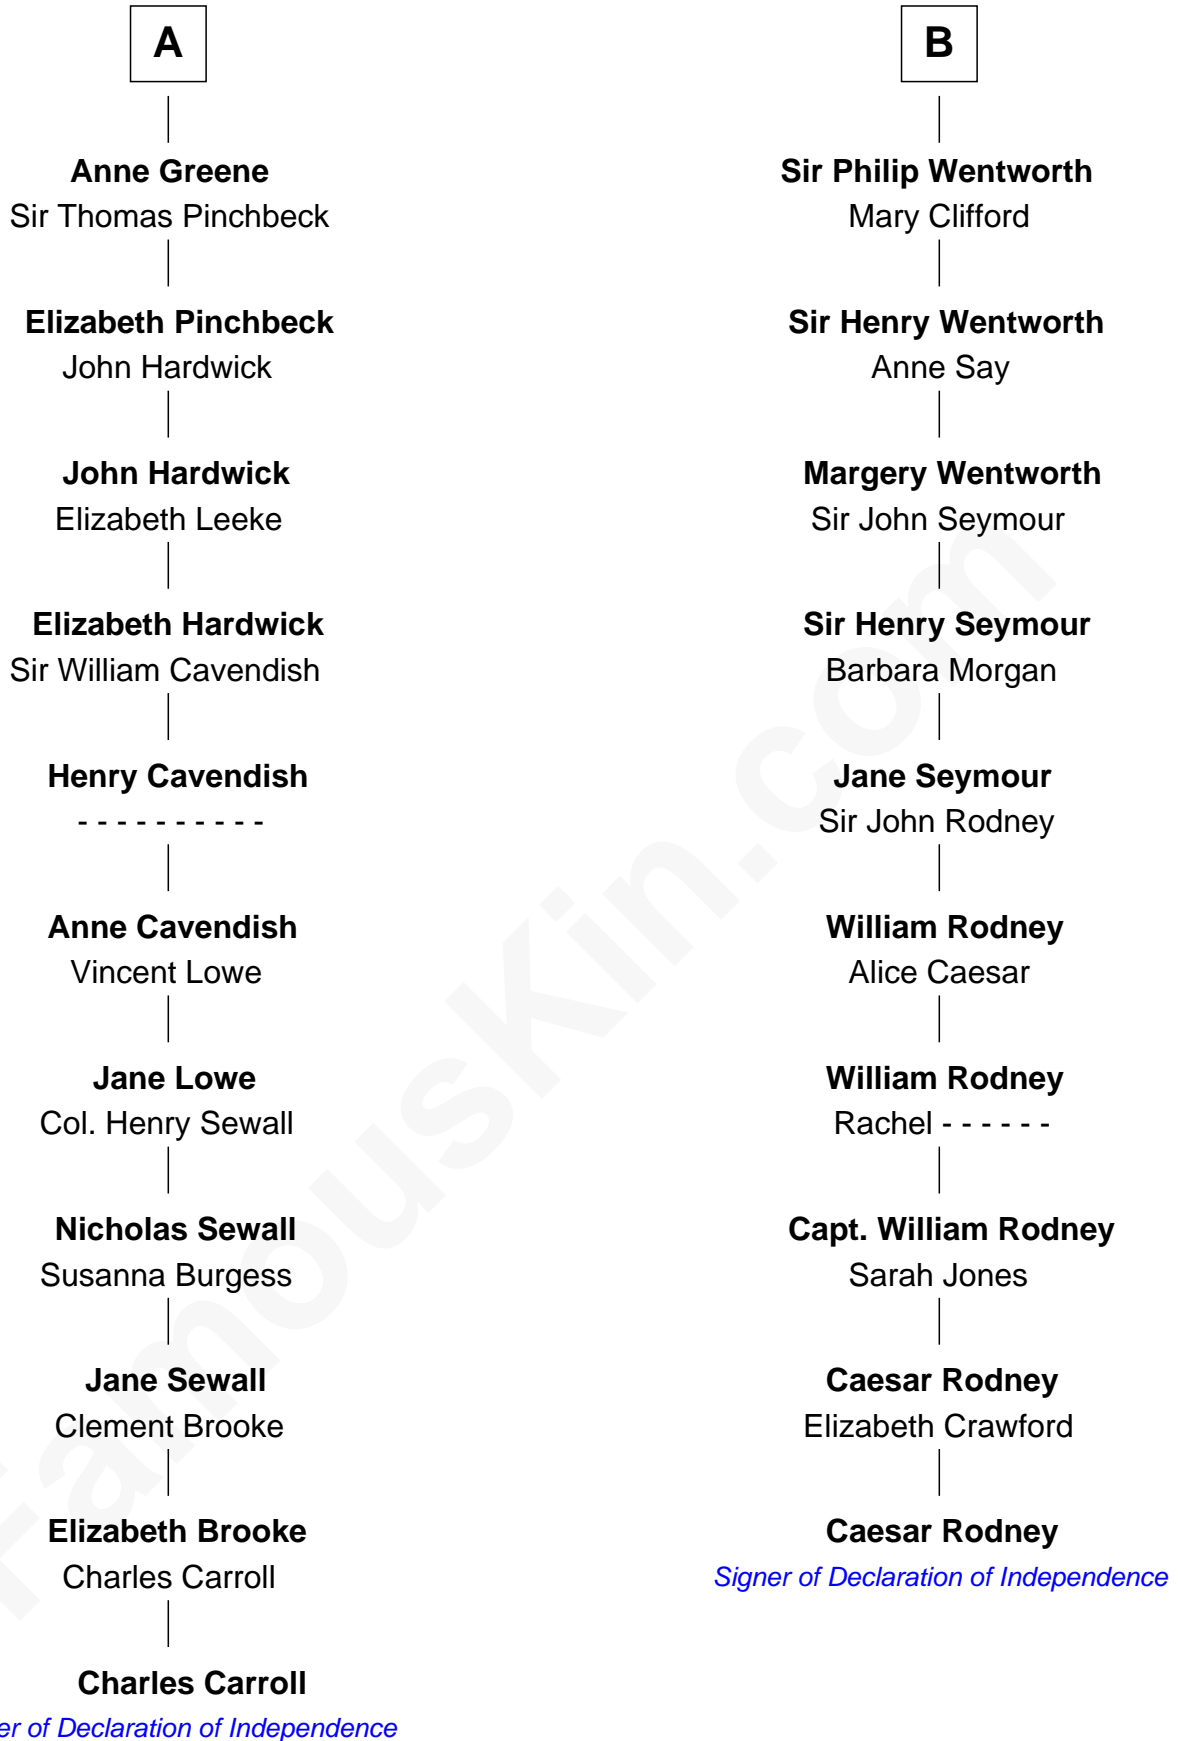 A
Anne Greene
Sir Thomas Pinchbeck
Elizabeth Pinchbeck
John Hardwick
John Hardwick
Elizabeth Leeke
Elizabeth Hardwick
Sir William Cavendish
Henry Cavendish
- - - - - - - - - -
Anne Cavendish
Vincent Lowe
Jane Lowe
Col. Henry Sewall
Nicholas Sewall
Susanna Burgess
Jane Sewall
Clement Brooke
Elizabeth Brooke
Charles Carroll
Charles Carroll
er of Declaration of Independence
B
Sir Philip Wentworth
Mary Clifford
Sir Henry Wentworth
Anne Say
Margery Wentworth
Sir John Seymour
Sir Henry Seymour
Barbara Morgan
Jane Seymour
Sir John Rodney
William Rodney
Alice Caesar
William Rodney
Rachel - - - - - -
Capt. William Rodney
Sarah Jones
Caesar Rodney
Elizabeth Crawford
Caesar Rodney
Signer of Declaration of Independence
FamousKin.com